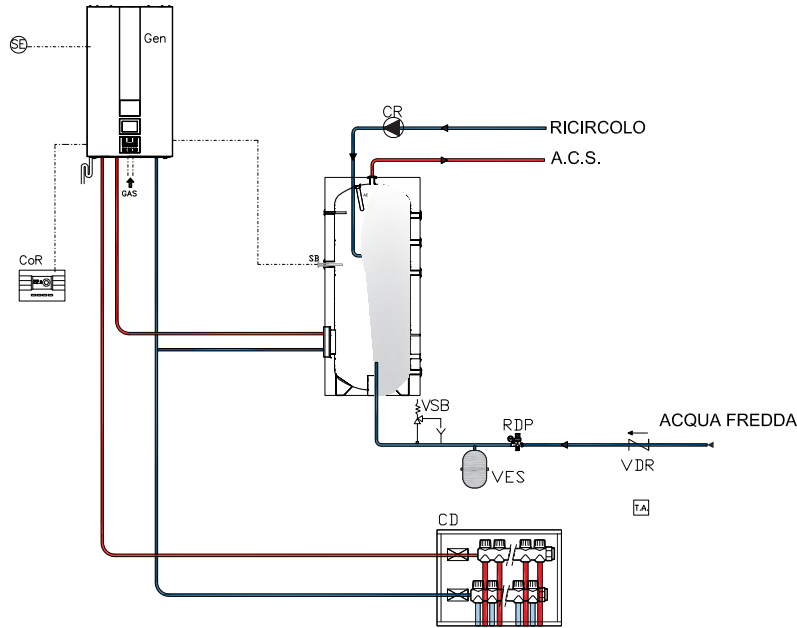 SE
Gen
CR
RICIRCOLO
A.C.S.
GAS
CoR
SB
VSB
RDP
ACQUA FREDDA
VES
VDR
T.A.
CD